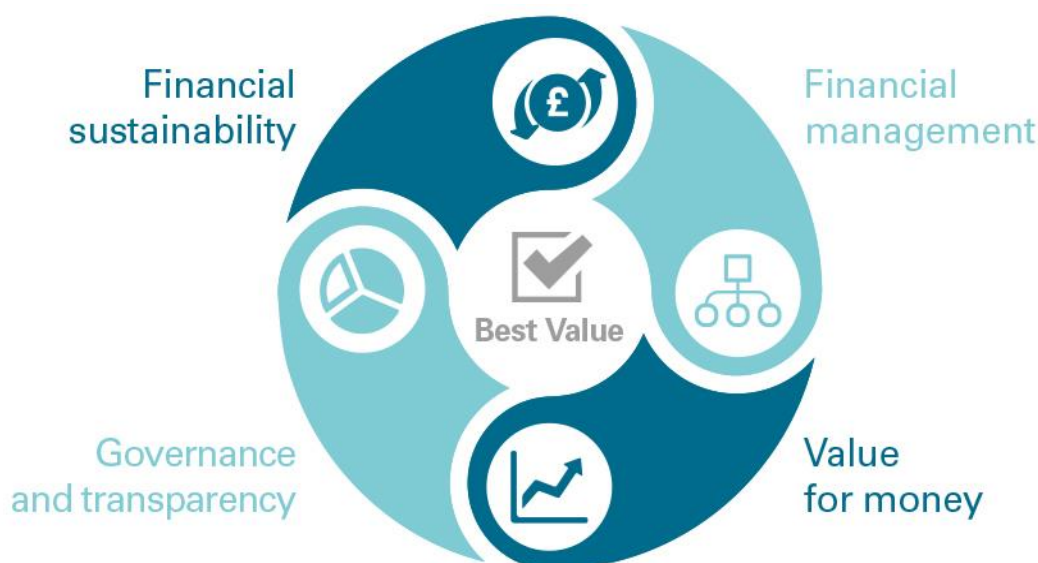 Financial
sustainability
Financial
management
£
Best Value
Governance
and transparency
Value
for money